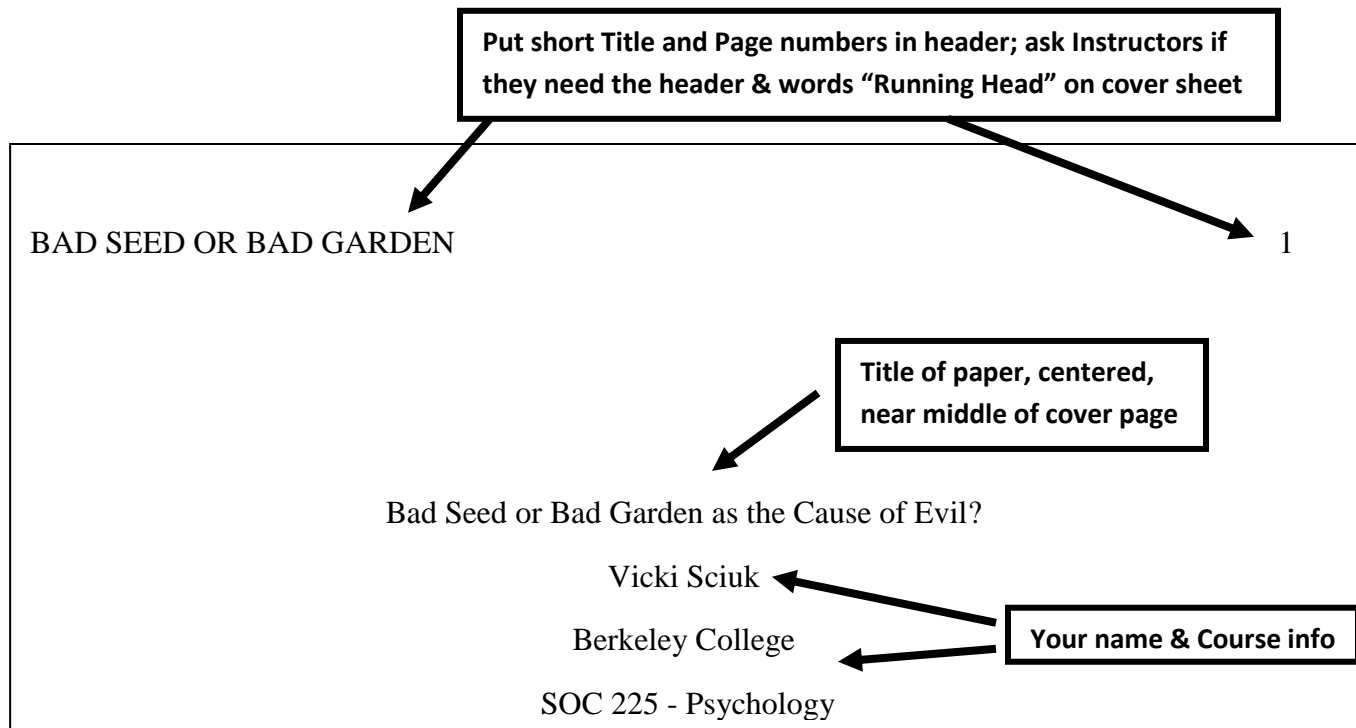 Put short Title and Page numbers in header; ask Instructors if
they need the header & words “Running Head” on cover sheet
BAD SEED OR BAD GARDEN 1
Title of paper, centered,
near middle of cover page
Bad Seed or Bad Garden as the Cause of Evil?
Vicki Sciuk
Berkeley College
Your name & Course info
SOC 225 - Psychology